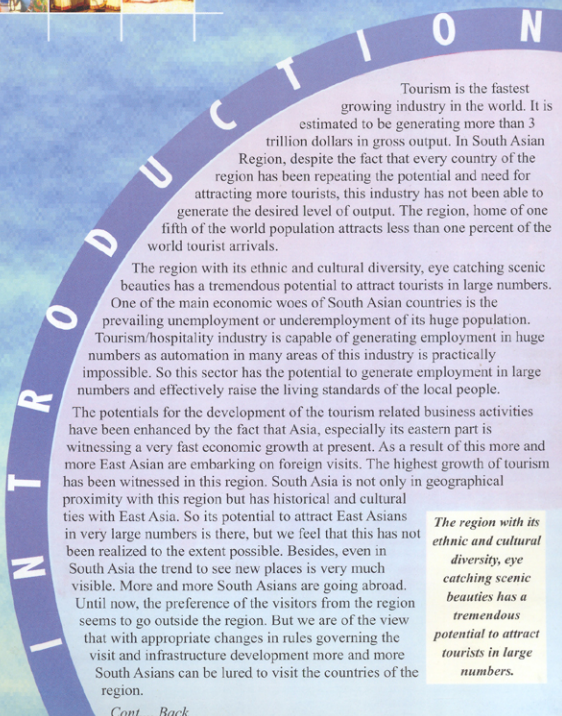 INTRODUCTION
Tourism is the fastest
growing industry in the world. It is
estimated to be generating more than 3
trillion dollars in gross output. In South Asian
Region, despite the fact that every country of the
region has been repeating the potential and need for
attracting more tourists, this industry has not been able to
generate the desired level of output. The region, home of one
fifth of the world population attracts less than one percent of the
world tourist arrivals.
The region with its ethnic and cultural diversity, eye catching scenic
beauties has a tremendous potential to attract tourists in large numbers.
One of the main economic woes of South Asian countries is the
prevailing unemployment or underemployment of its huge population.
Tourism/hospitality industry is capable of generating employment in huge
numbers as automation in many areas of this industry is practically
impossible. So this sector has the potential to generate employment in large
numbers and effectively raise the living standards of the local people.
The potentials for the development of the tourism related business activities
have been enhanced by the fact that Asia, especially its eastern part is
witnessing a very fast economic growth at present. As a result of this more and
more East Asian are embarking on foreign visits. The highest growth of tourism
has been witnessed in this region. South Asia is not only in geographical
proximity with this region but has historical and cultural
ties with East Asia. So its potential to attract East Asians
in very large numbers is there, but we feel that this has not
been realized to the extent possible. Besides, even in
South Asia the trend to see new places is very much
visible. More and more South Asians are going abroad.
Until now, the preference of the visitors from the region
seems to go outside the region. But we are of the view
that with appropriate changes in rules governing the
visit and infrastructure development more and more
South Asians can be lured to visit the countries of the
region.
The region with its
ethnic and cultural
diversity, eye
catching scenic
beauties has a
tremendous
potential to attract
tourists in large
numbers.
Cont... Back